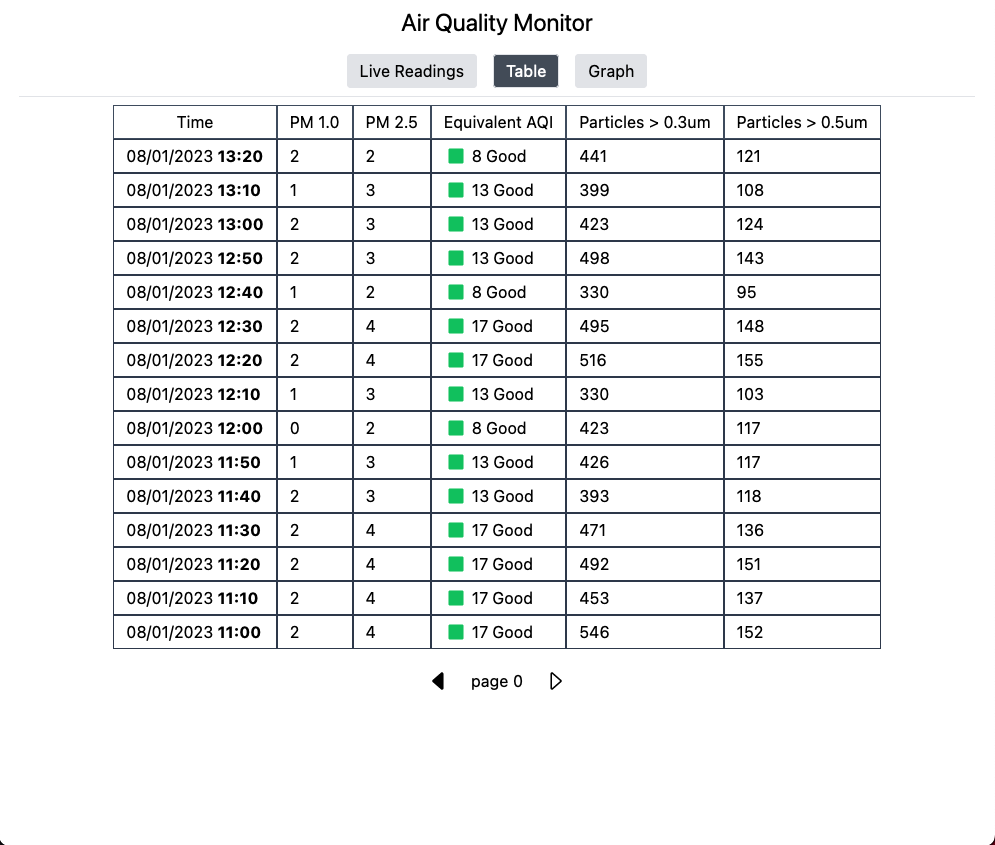 Air Quality Monitor
Live Readings Table Graph
Time PM 1.0 PM 2.5 Equivalent AQI Particles > 0.3um Particles > 0.5um
08/01/2023 13:20 2 2 8 Good 441 121
08/01/2023 13:10 1 3 13 Good 399 108
08/01/2023 13:00 2 3 13 Good 423 124
08/01/2023 12:50 2 3 13 Good 498 143
08/01/2023 12:40 1 2 8 Good 330 95
08/01/2023 12:30 2 4 17 Good 495 148
08/01/2023 12:20 2 4 17 Good 516 155
08/01/2023 12:10 1 3 13 Good 330 103
08/01/2023 12:00 0 2 8 Good 423 117
08/01/2023 11:50 1 3 13 Good 426 117
08/01/2023 11:40 2 3 13 Good 393 118
08/01/2023 11:30 2 4 17 Good 471 136
08/01/2023 11:20 2 4 17 Good 492 151
08/01/2023 11:10 2 4 17 Good 453 137
08/01/2023 11:00 2 4 17 Good 546 152
page 0